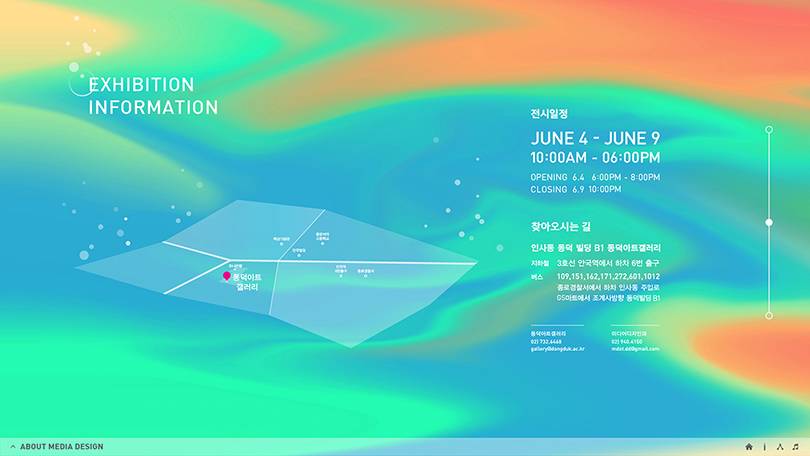 EXHIBITION
INFORMATION
전시일정
JUNE 4 - JUNE 9
10:00AM - 06:00PM
OPENING 6.4 6:00PM - 8:00PM
CLOSING 6.9 10:00PM
찾아오시는 길
인사동 동덕 빌딩 B1 동덕아트갤러리
지하철 3호선 안국역에서 하차 6번 출구
버스 109,151,162,171,272,601,1012
종로경찰서에서 하차 인사동 주입로
GS마트에서 조계사방향 동덕빌딩 B1
동덕아트
갤러리
동덕아트갤러리
02) 732.6458
gallery@dongduk.ac.kr
미디어디자인과
02) 940.4150
mdst.dd@gmail.com
ABOUT MEDIA DESIGN